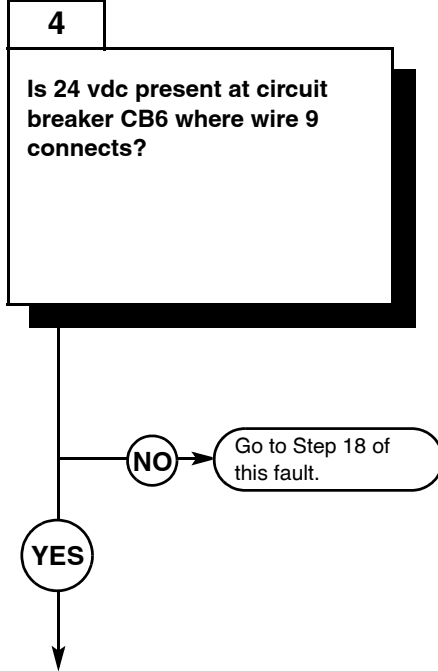 4
Is 24 vdc present at circuit
breaker CB6 where wire 9
connects?
NO
Go to Step 18 of
this fault.
YES